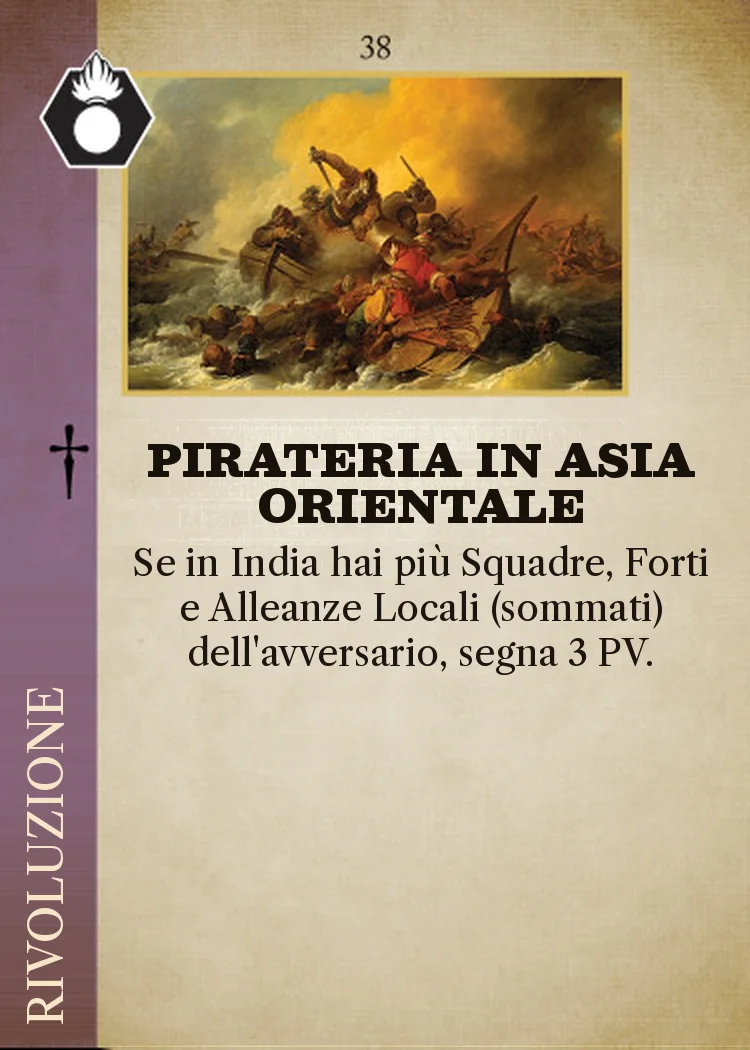 38
PIRATERIA IN ASIA
ORIENTALE
Se in India hai più Squadre, Forti
e Alleanze Locali (sommati)
dell'avversario, segna 3 PV.
RIVOLUZIONE